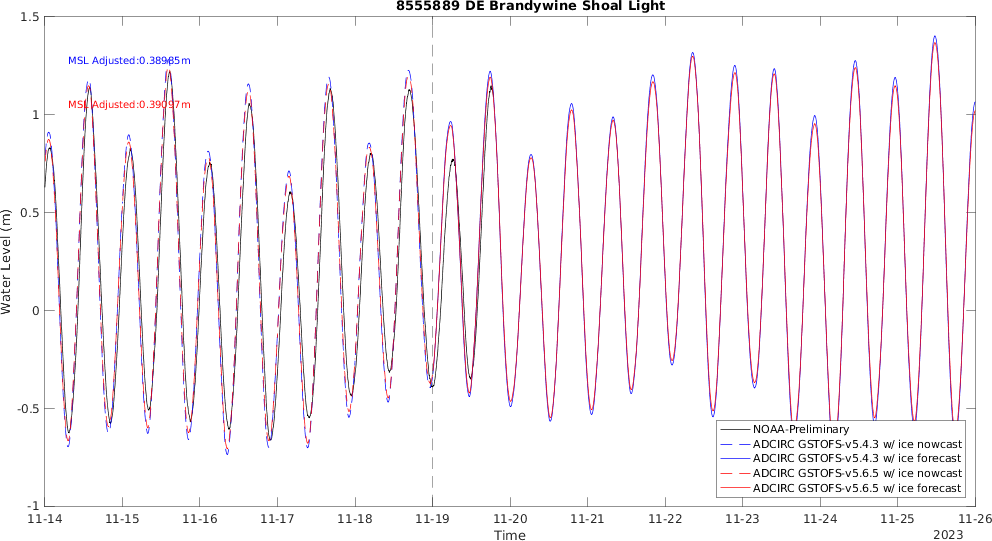 8555889 DE Brandywine Shoal Light
1.5
1
0.5
0
-0.5
-1
Water Level (m)
MSL Adjusted:0.38985m
MSL Adjusted:0.39097m
NOAA-Preliminary
ADCIRC GSTOFS-v5.4.3 w/ ice nowcast
ADCIRC GSTOFS-v5.4.3 w/ ice forecast
ADCIRC GSTOFS-v5.6.5 w/ ice nowcast
ADCIRC GSTOFS-v5.6.5 w/ ice forecast
11-14 11-15 11-16 11-17 11-18 11-19 11-20 11-21 11-22 11-23 11-24 11-25 11-26
Time
2023